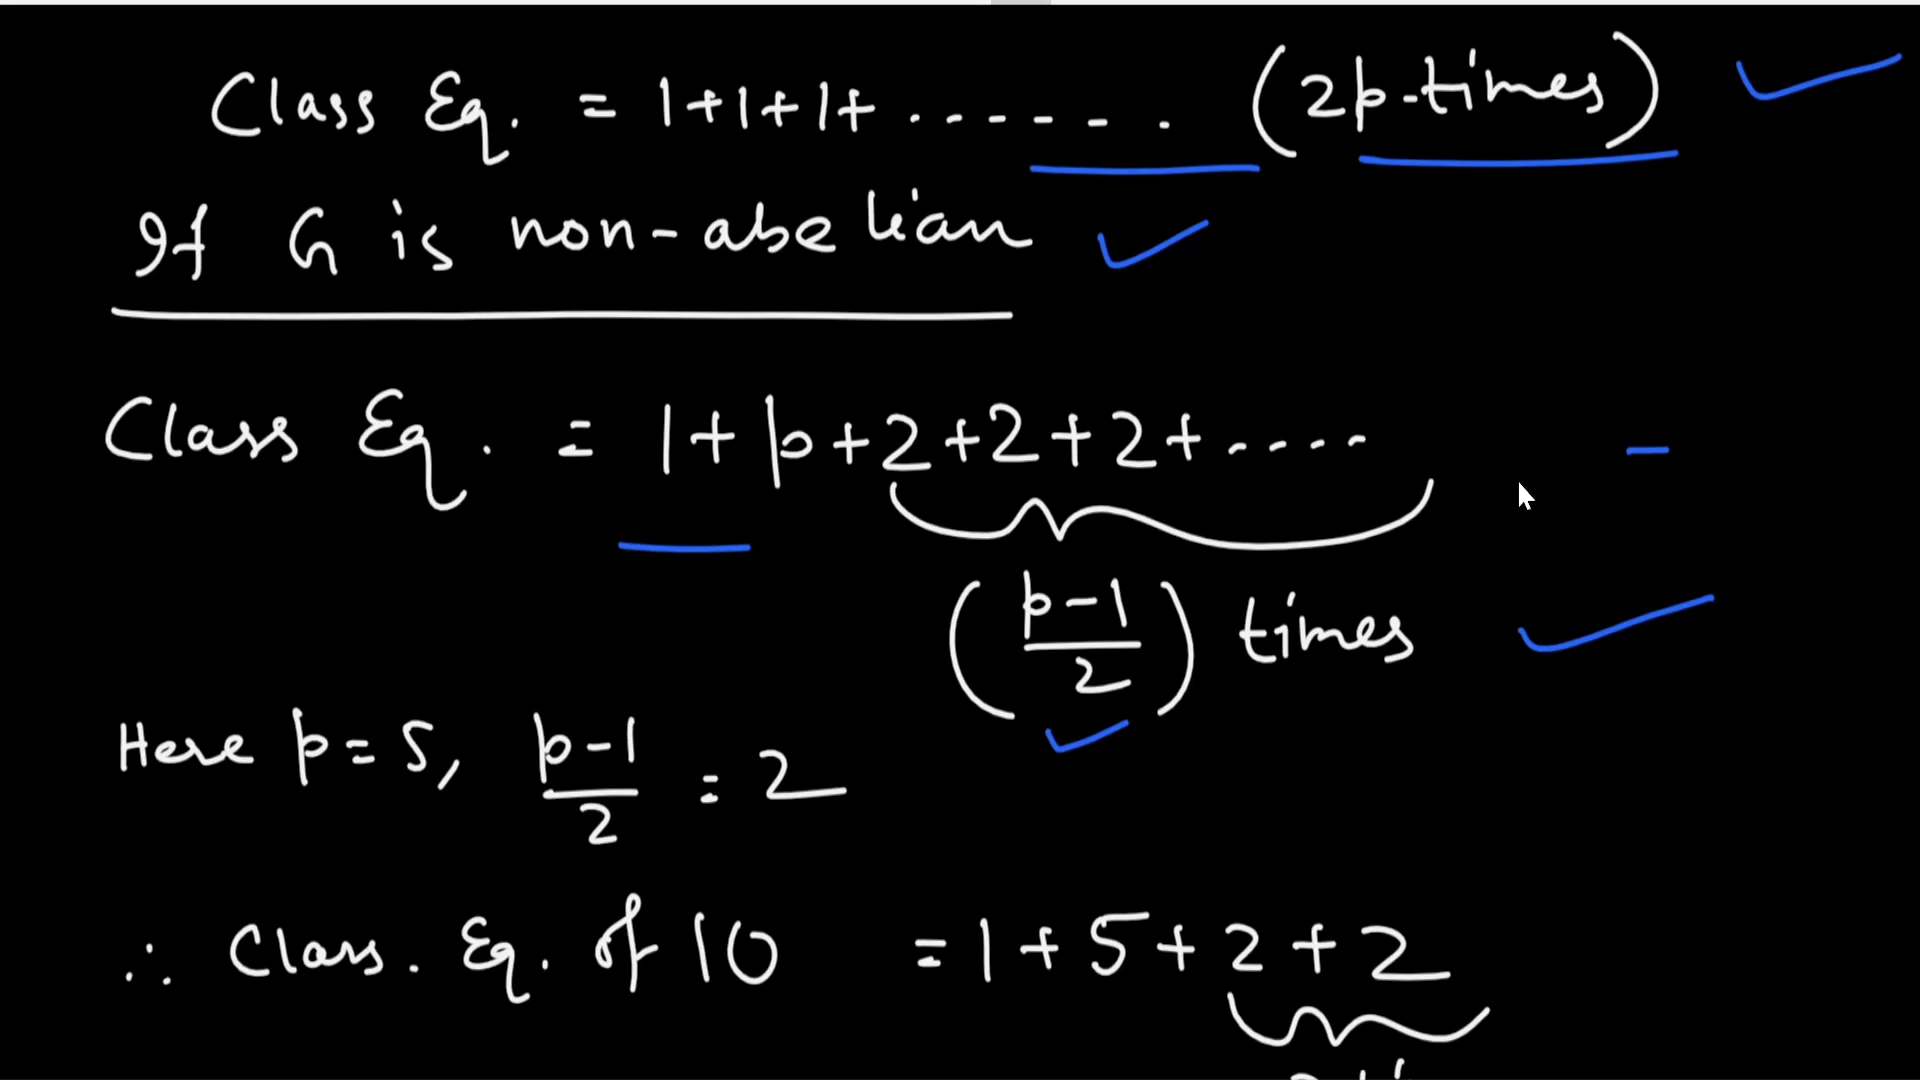 Class Eq. = 1+1+1+ ....... (2p-times)
If G is non-abelian
Class Eq. = 1+p+2+2+2+....
(p-1/2) times
Here p=5, p-1/2 = 2
∴ Class. Eq. of 10 = 1+5+2+2